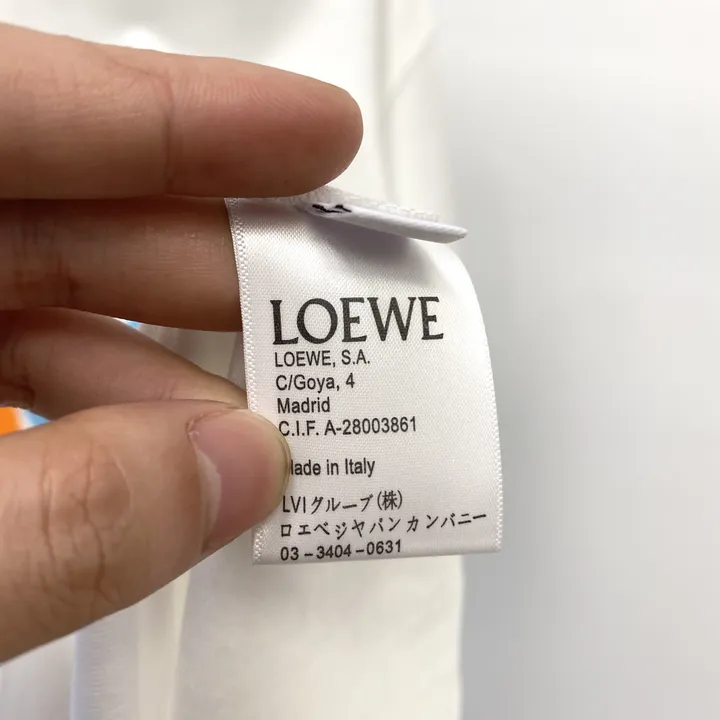 LOEWE
LOEWE, S.A.
C/Goya, 4
Madrid
C.I.F. A-28003861
ade in Italy
LVIグループ(株)
ロエベジャパンカンパニー
03-3404-0631